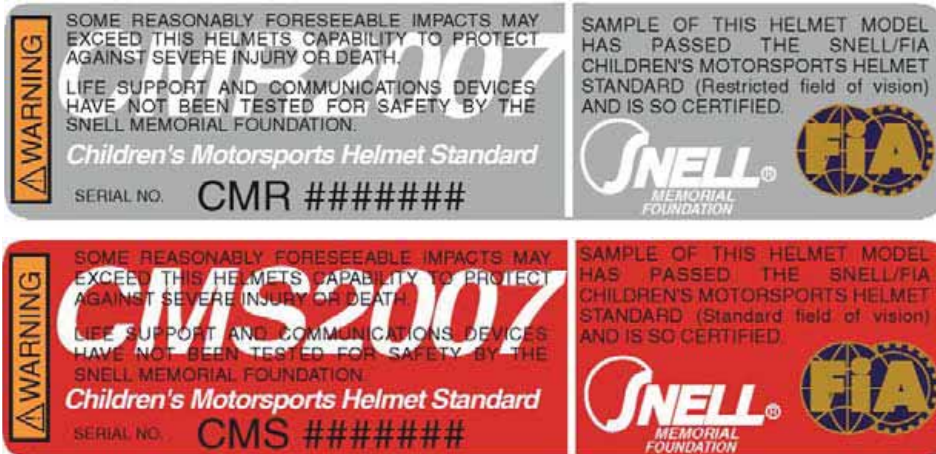 ⚠WARNING
SOME REASONABLY FORESEEABLE IMPACTS MAY
EXCEED THIS HELMETS CAPABILITY TO PROTECT
AGAINST SEVERE INJURY OR DEATH.
CMR2007
LIFE SUPPORT AND COMMUNICATIONS DEVICES
HAVE NOT BEEN TESTED FOR SAFETY BY THE
SNELL MEMORIAL FOUNDATION.
Children's Motorsports Helmet Standard
SERIAL NO. CMR #######
SAMPLE OF THIS HELMET MODEL
HAS PASSED THE SNELL/FIA
CHILDREN'S MOTORSPORTS HELMET
STANDARD (Restricted field of vision)
AND IS SO CERTIFIED.
SNELL®
MEMORIAL
FOUNDATION
FiA
⚠WARNING
SOME REASONABLY FORESEEABLE IMPACTS MAY
EXCEED THIS HELMETS CAPABILITY TO PROTECT
AGAINST SEVERE INJURY OR DEATH.
CMS2007
LIFE SUPPORT AND COMMUNICATIONS DEVICES
HAVE NOT BEEN TESTED FOR SAFETY BY THE
SNELL MEMORIAL FOUNDATION.
Children's Motorsports Helmet Standard
SERIAL NO. CMS #######
SAMPLE OF THIS HELMET MODEL
HAS PASSED THE SNELL/FIA
CHILDREN'S MOTORSPORTS HELMET
STANDARD (Standard field of vision)
AND IS SO CERTIFIED.
SNELL®
MEMORIAL
FOUNDATION
FiA